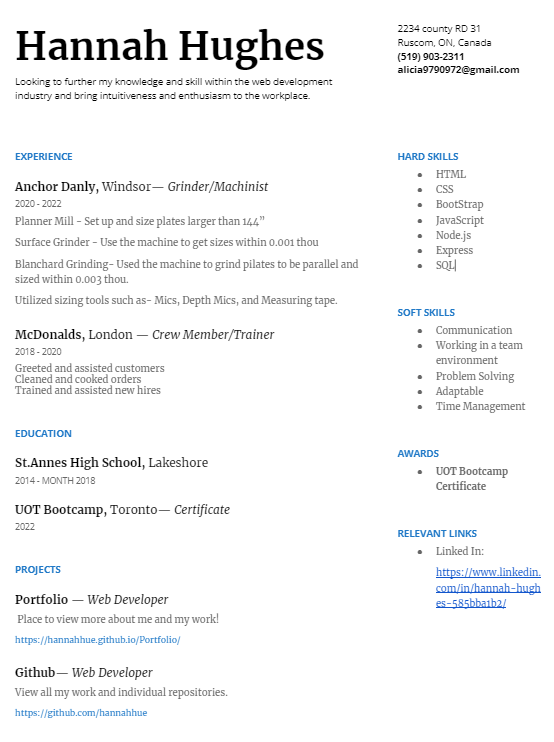 Hannah Hughes
Looking to further my knowledge and skill within the web development
industry and bring intuitiveness and enthusiasm to the workplace.
2224 county RD 31
Ruscom, ON, Canada
(519) 903-2311
alicia9790972@gmail.com
EXPERIENCE
Anchor Danly, Windsor— Grinder/Machinist
2020 - 2022
Planner Mill - Set up and size plates larger than 144”
Surface Grinder - Use the machine to get sizes within 0.001 thou
Blanchard Grinding- Used the machine to grind pilates to be parallel and
sized within 0.003 thou.
Utilized sizing tools such as- Mics, Depth Mics, and Measuring tape.
McDonalds, London — Crew Member/Trainer
2018 - 2020
Greeted and assisted customers
Cleaned and cooked orders
Trained and assisted new hires
EDUCATION
St.Annes High School, Lakeshore
2014 - MONTH 2018
UOT Bootcamp, Toronto— Certificate
2022
PROJECTS
Portfolio — Web Developer
Place to view more about me and my work!
https://hannahhue.github.io/Portfolio/
Github— Web Developer
View all my work and individual repositories.
https://github.com/hannahhue
HARD SKILLS
● HTML
● CSS
● BootStrap
● JavaScript
● Node.js
● Express
● SQL
SOFT SKILLS
● Communication
● Working in a team
environment
● Problem Solving
● Adaptable
● Time Management
AWARDS
● UOT Bootcamp
Certificate
RELEVANT LINKS
● Linked In:
https://www.linkedin.
com/in/hannah-hugh
es-585bba1b2/